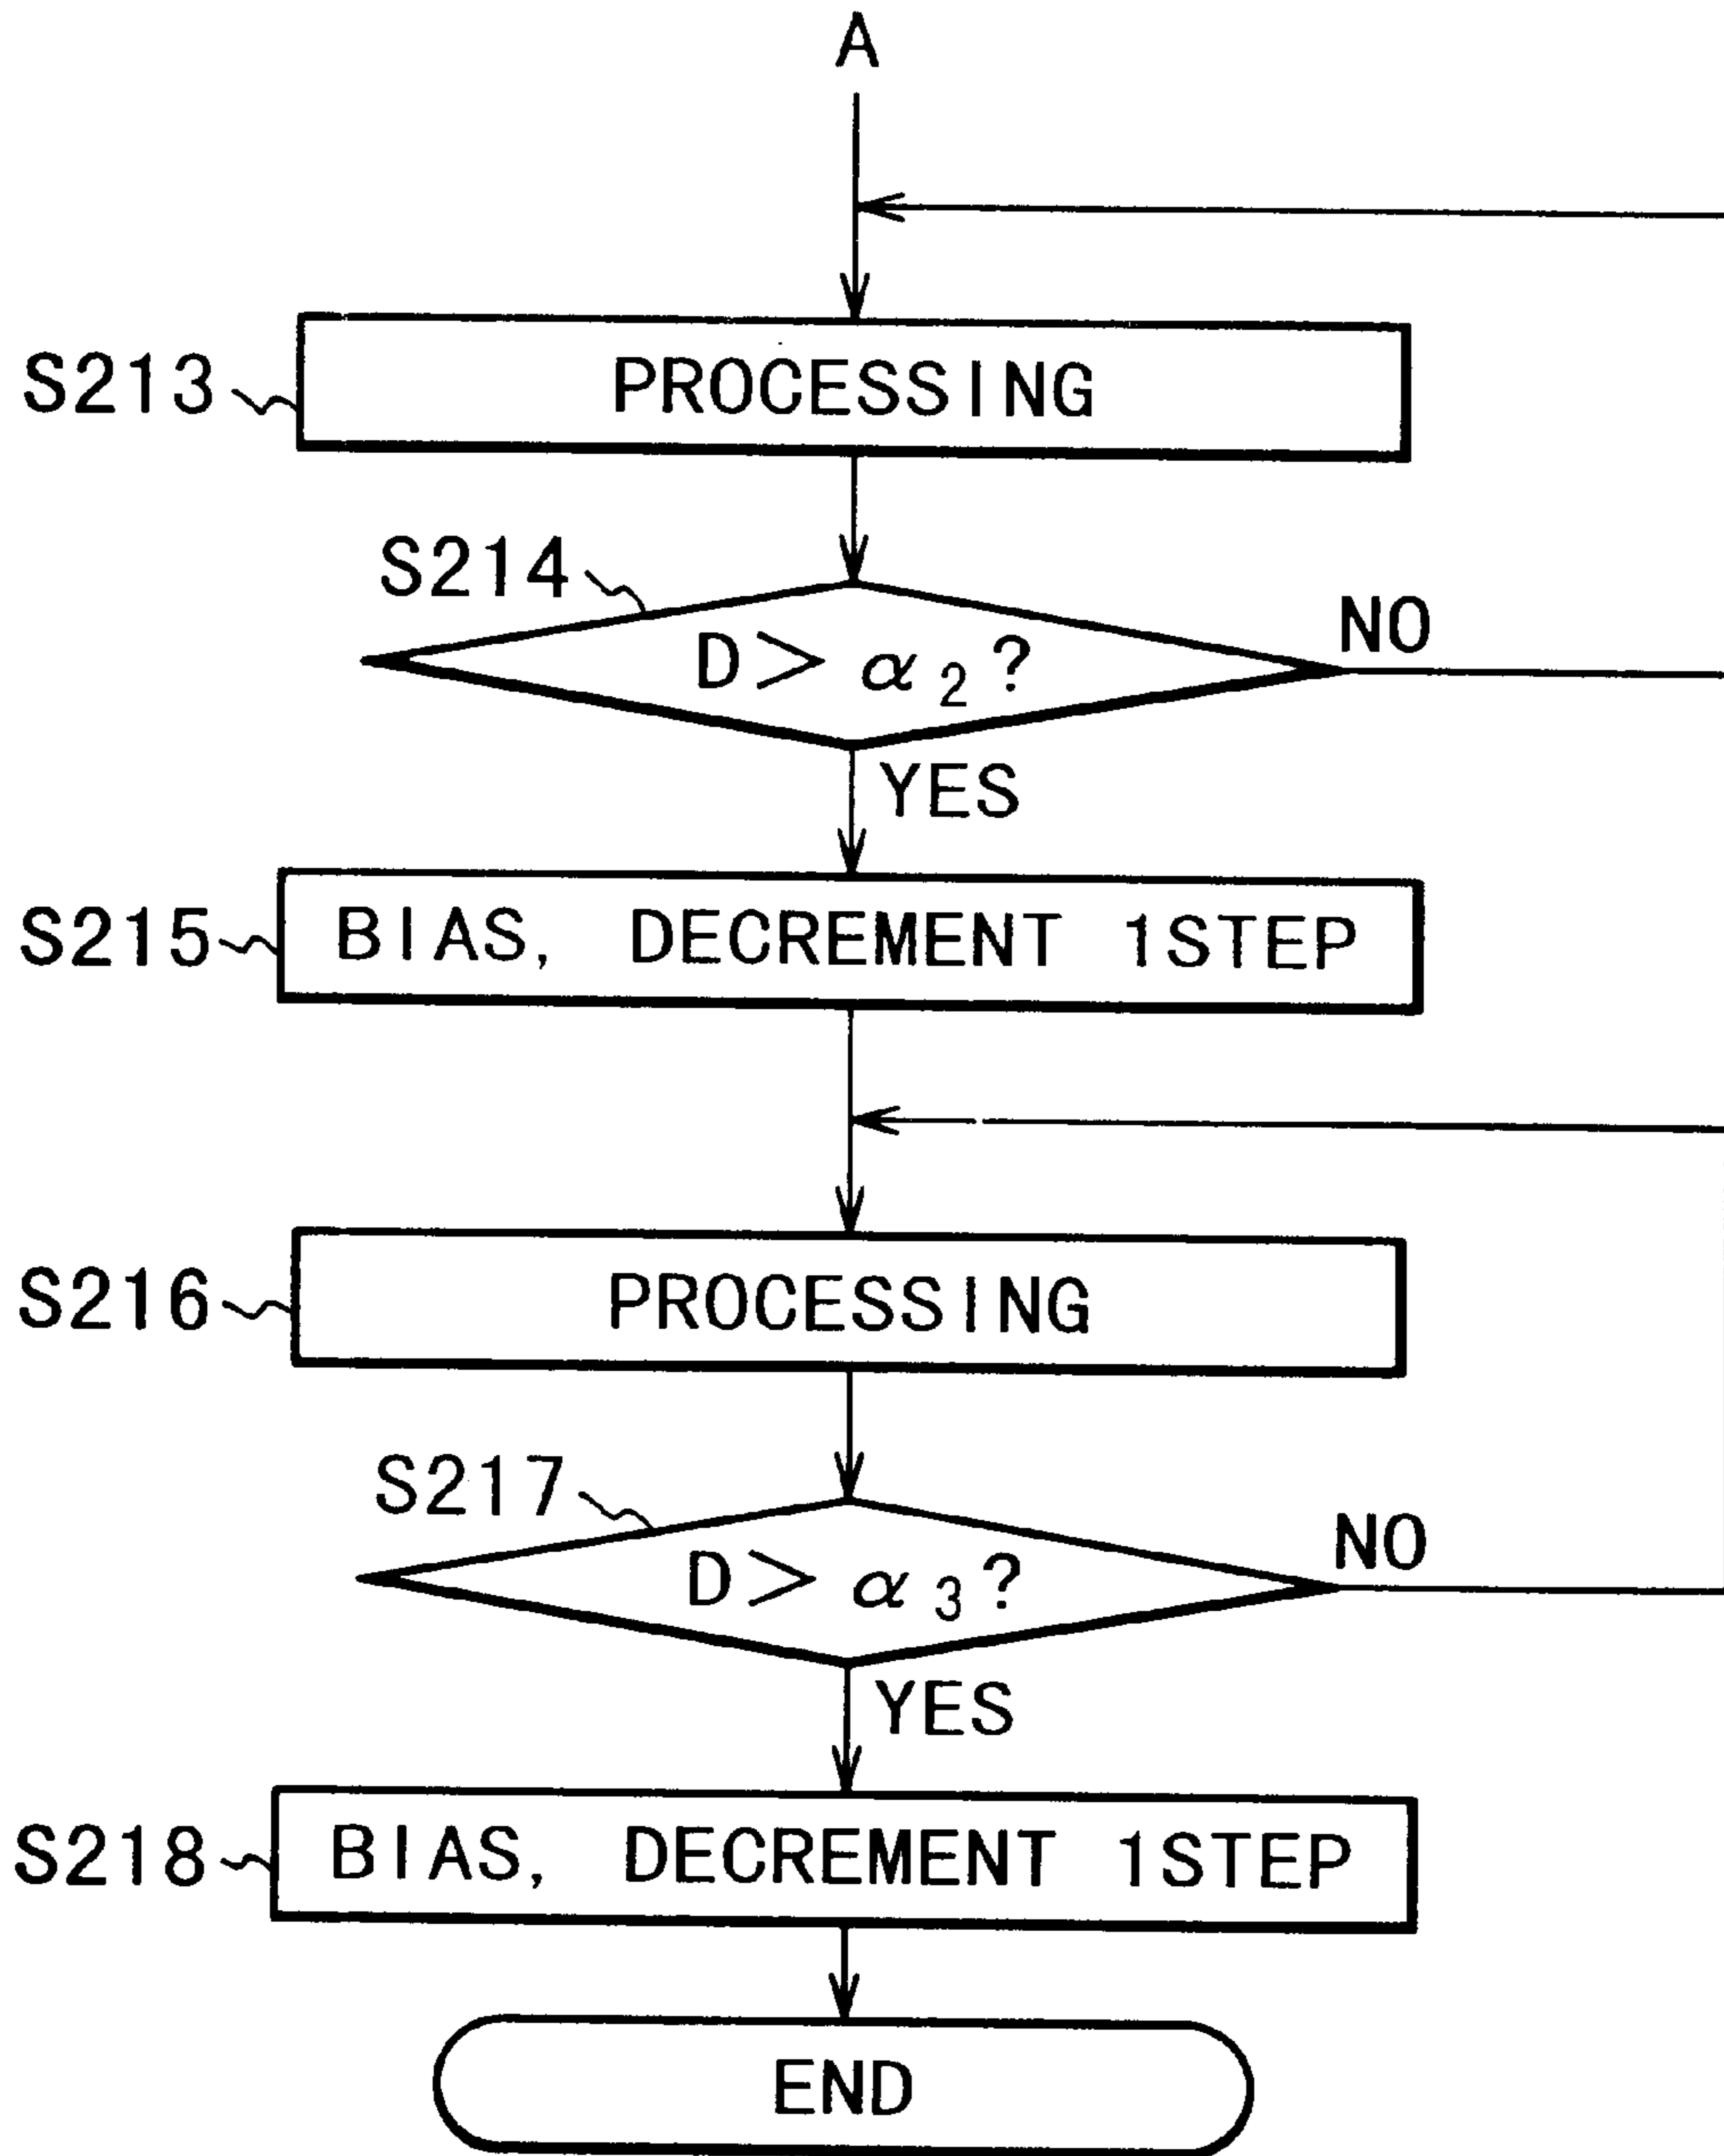 A
S213 PROCESSING
S214
D> α₂?
NO
YES
S215 BIAS, DECREMENT 1STEP
S216 PROCESSING
S217
D> α₃?
NO
YES
S218 BIAS, DECREMENT 1STEP
END